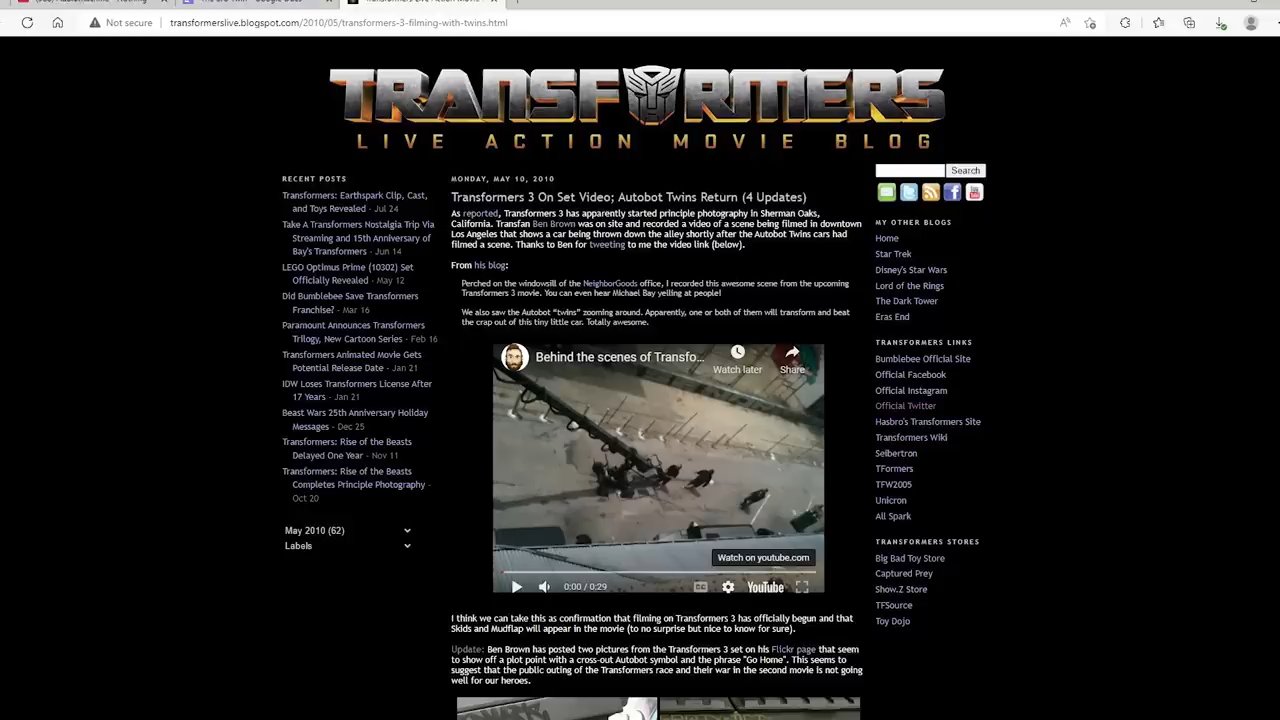 Not secure
transformerslive.blogspot.com/2010/05/transformers-3-filming-with-twins.html
TRANSFORMERS
LIVE ACTION MOVIE BLOG
RECENT POSTS
Transformers: Earthspark Clip, Cast,
and Toys Revealed - Jul 24
Take A Transformers Nostalgia Trip Via
Streaming and 15th Anniversary of
Bay's Transformers - Jun 14
LEGO Optimus Prime (10302) Set
Officially Revealed - May 12
Did Bumblebee Save Transformers
Franchise? - Mar 16
Paramount Announces Transformers
Trilogy, New Cartoon Series - Feb 16
Transformers Animated Movie Gets
Potential Release Date - Jan 21
IDW Loses Transformers License After
17 Years - Jan 21
Beast Wars 25th Anniversary Holiday
Messages - Dec 25
Transformers: Rise of the Beasts
Delayed One Year - Nov 11
Transformers: Rise of the Beasts
Completes Principle Photography -
Oct 20
May 2010 (62)
Labels
MONDAY, MAY 10, 2010
Transformers 3 On Set Video; Autobot Twins Return (4 Updates)
As reported, Transformers 3 has apparently started principle photography in Sherman Oaks,
California. Transfan Ben Brown was on site and recorded a video of a scene being filmed in downtown
Los Angeles that shows a car being thrown down the alley shortly after the Autobot Twins cars had
filmed a scene. Thanks to Ben for tweeting to me the video link (below).
From his blog:
Perched on the windowsill of the NeighborGoods office, I recorded this awesome scene from the upcoming
Transformers 3 movie. You can even hear Michael Bay yelling at people!
We also saw the Autobot “twins” zooming around. Apparently, one or both of them will transform and beat
the crap out of this tiny little car. Totally awesome.
Behind the scenes of Transfo...
Watch later
Share
Watch on youtube.com
0:00 / 0:29
CC
YouTube
I think we can take this as confirmation that filming on Transformers 3 has officially begun and that
Skids and Mudflap will appear in the movie (to no surprise but nice to know for sure).
Update: Ben Brown has posted two pictures from the Transformers 3 set on his Flickr page that seem
to show off a plot point with a cross-out Autobot symbol and the phrase "Go Home". This seems to
suggest that the public outing of the Transformers race and their war in the second movie is not going
well for our heroes.
Search
MY OTHER BLOGS
Home
Star Trek
Disney's Star Wars
Lord of the Rings
The Dark Tower
Eras End
TRANSFORMERS LINKS
Bumblebee Official Site
Official Facebook
Official Instagram
Official Twitter
Hasbro's Transformers Site
Transformers Wiki
Seibertron
TFormers
TFW2005
Unicron
All Spark
TRANSFORMERS STORES
Big Bad Toy Store
Captured Prey
Show.Z Store
TFSource
Toy Dojo